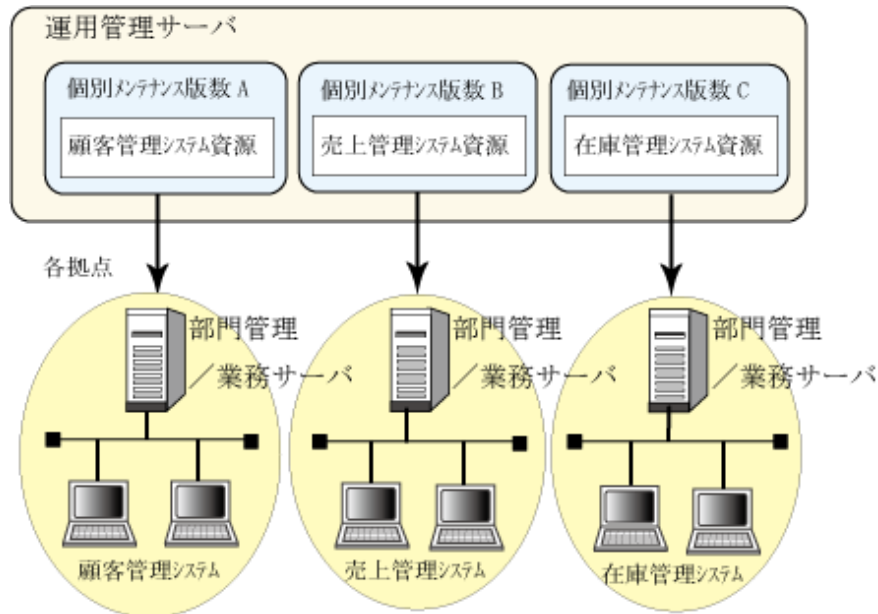 運用管理サーバ
個別ﾒﾝﾃﾅﾝｽ版数 A
顧客管理ｼｽﾃﾑ資源
個別ﾒﾝﾃﾅﾝｽ版数 B
売上管理ｼｽﾃﾑ資源
個別ﾒﾝﾃﾅﾝｽ版数 C
在庫管理ｼｽﾃﾑ資源
各拠点
部門管理
／業務サーバ
顧客管理ｼｽﾃﾑ
部門管理
／業務サーバ
売上管理ｼｽﾃﾑ
部門管理
／業務サーバ
在庫管理ｼｽﾃﾑ